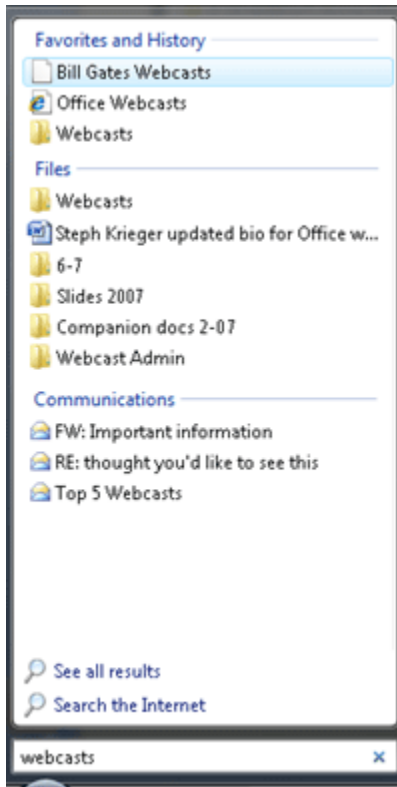 Favorites and History
Bill Gates Webcasts
Office Webcasts
Webcasts
Files
Webcasts
Steph Krieger updated bio for Office w...
6-7
Slides 2007
Companion docs 2-07
Webcast Admin
Communications
FW: Important information
RE: thought you'd like to see this
Top 5 Webcasts
See all results
Search the Internet
webcasts